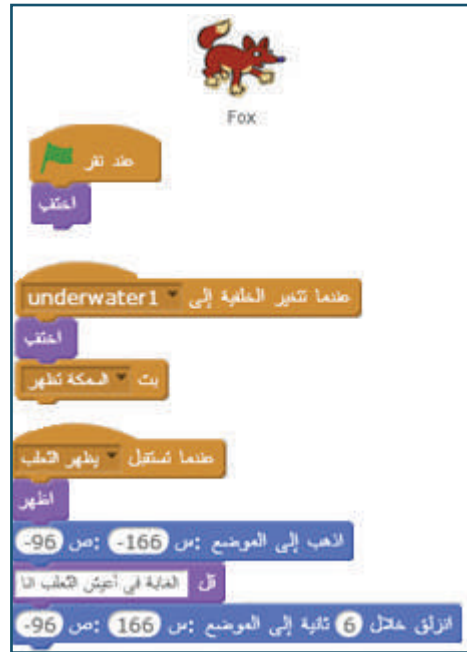 Fox
عند نقر
اختف
عندما تتغير الخلفية إلى underwater1
اختف
بث السمكة تظهر
عندما تستقبل يظهر الثعلب
اظهر
اذهب إلى الموضع س: 166- ص: 96-
قل الغابة في أعيش الثعلب انا
انزلق خلال 6 ثانية إلى الموضع س: 166 ص: 96-